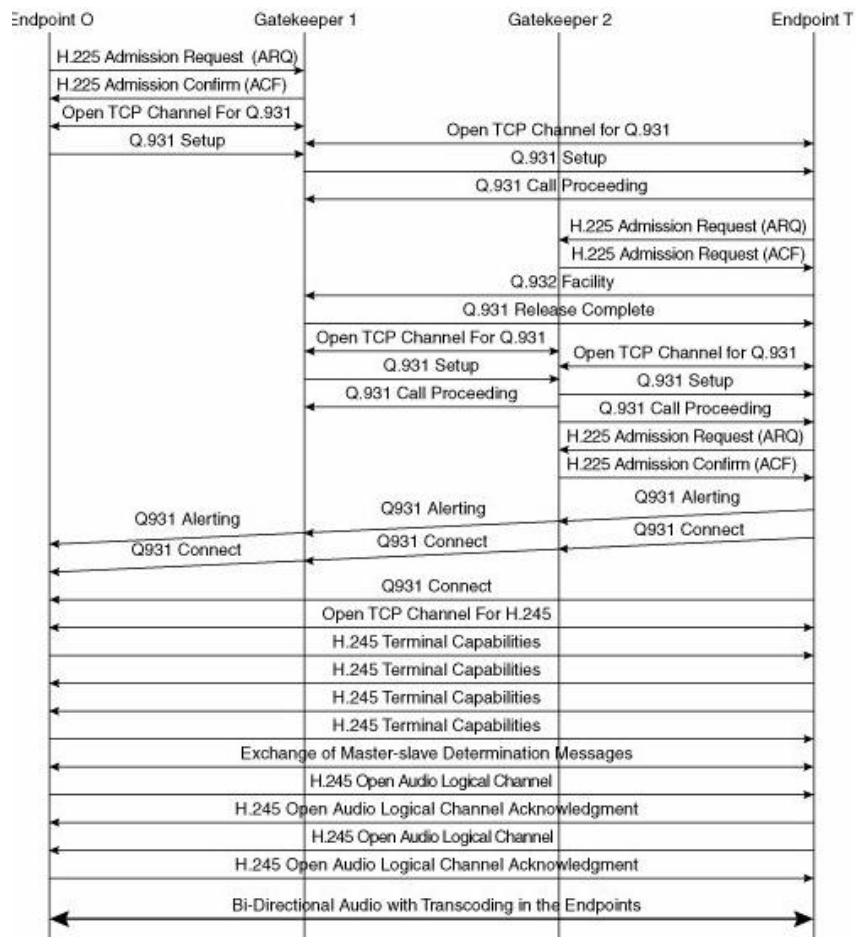 Endpoint O Gatekeeper 1 Gatekeeper 2 Endpoint T
H.225 Admission Request (ARQ)
H.225 Admission Confirm (ACF)
Open TCP Channel For Q.931
Open TCP Channel for Q.931
Q.931 Setup
Q.931 Setup
Q.931 Call Proceeding
H.225 Admission Request (ARQ)
H.225 Admission Request (ACF)
Q.932 Facility
Q.931 Release Complete
Open TCP Channel For Q.931
Open TCP Channel for Q.931
Q.931 Setup
Q.931 Setup
Q.931 Call Proceeding
Q.931 Call Proceeding
H.225 Admission Request (ARQ)
H.225 Admission Confirm (ACF)
Q931 Alerting
Q931 Alerting
Q931 Alerting
Q931 Connect
Q931 Connect
Q931 Connect
Q931 Connect
Open TCP Channel For H.245
H.245 Terminal Capabilities
H.245 Terminal Capabilities
H.245 Terminal Capabilities
H.245 Terminal Capabilities
Exchange of Master-slave Determination Messages
H.245 Open Audio Logical Channel
H.245 Open Audio Logical Channel Acknowledgment
H.245 Open Audio Logical Channel
H.245 Open Audio Logical Channel Acknowledgment
Bi-Directional Audio with Transcoding in the Endpoints